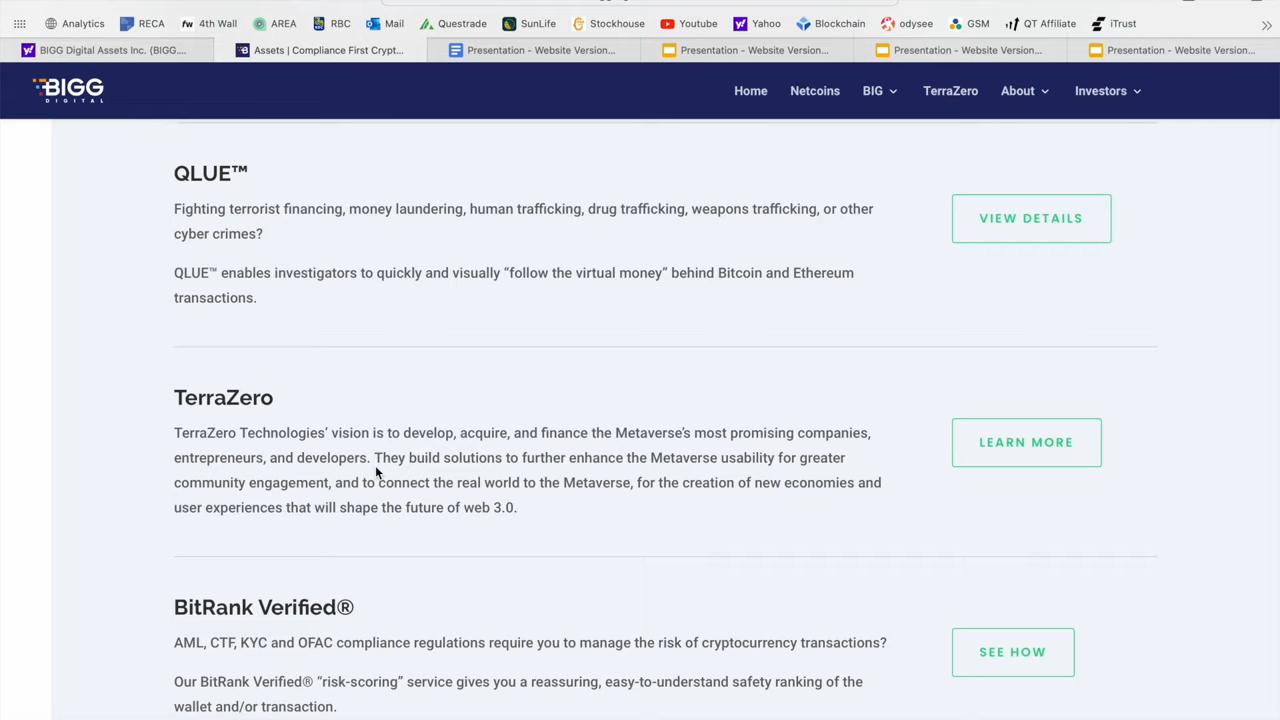 Analytics RECA fw 4th Wall AREA RBC Mail Questrade SunLife Stockhouse Youtube Yahoo Blockchain odysee GSM QT Affiliate iTrust
BIGG Digital Assets Inc. (BIGG.... Assets | Compliance First Crypt... Presentation - Website Version... Presentation - Website Version... Presentation - Website Version... Presentation - Website Version...
BIGG
DIGITAL
Home Netcoins BIG TerraZero About Investors
QLUE™
Fighting terrorist financing, money laundering, human trafficking, drug trafficking, weapons trafficking, or other
cyber crimes?
VIEW DETAILS
QLUE™ enables investigators to quickly and visually “follow the virtual money” behind Bitcoin and Ethereum
transactions.
TerraZero
TerraZero Technologies’ vision is to develop, acquire, and finance the Metaverse’s most promising companies,
entrepreneurs, and developers. They build solutions to further enhance the Metaverse usability for greater
community engagement, and to connect the real world to the Metaverse, for the creation of new economies and
user experiences that will shape the future of web 3.0.
LEARN MORE
BitRank Verified®
AML, CTF, KYC and OFAC compliance regulations require you to manage the risk of cryptocurrency transactions?
SEE HOW
Our BitRank Verified® “risk-scoring” service gives you a reassuring, easy-to-understand safety ranking of the
wallet and/or transaction.